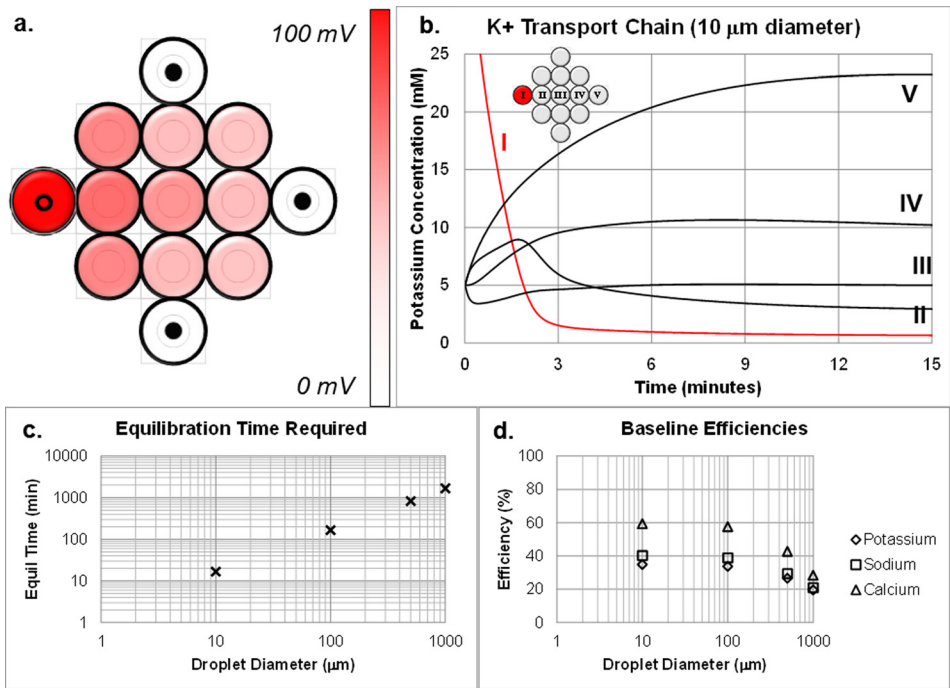 a.
100 mV
0 mV
b.
K+ Transport Chain (10 μm diameter)
Potassium Concentration (mM)
25
20
15
10
5
0
0 3 6 9 12 15
Time (minutes)
I II III IV V
I
V
IV
III
II
c.
Equilibration Time Required
Equil Time (min)
10000
1000
100
10
1
1 10 100 1000
Droplet Diameter (μm)
d.
Baseline Efficiencies
Efficiency (%)
100
80
60
40
20
0
1 10 100 1000
Droplet Diameter (μm)
Potassium
Sodium
Calcium